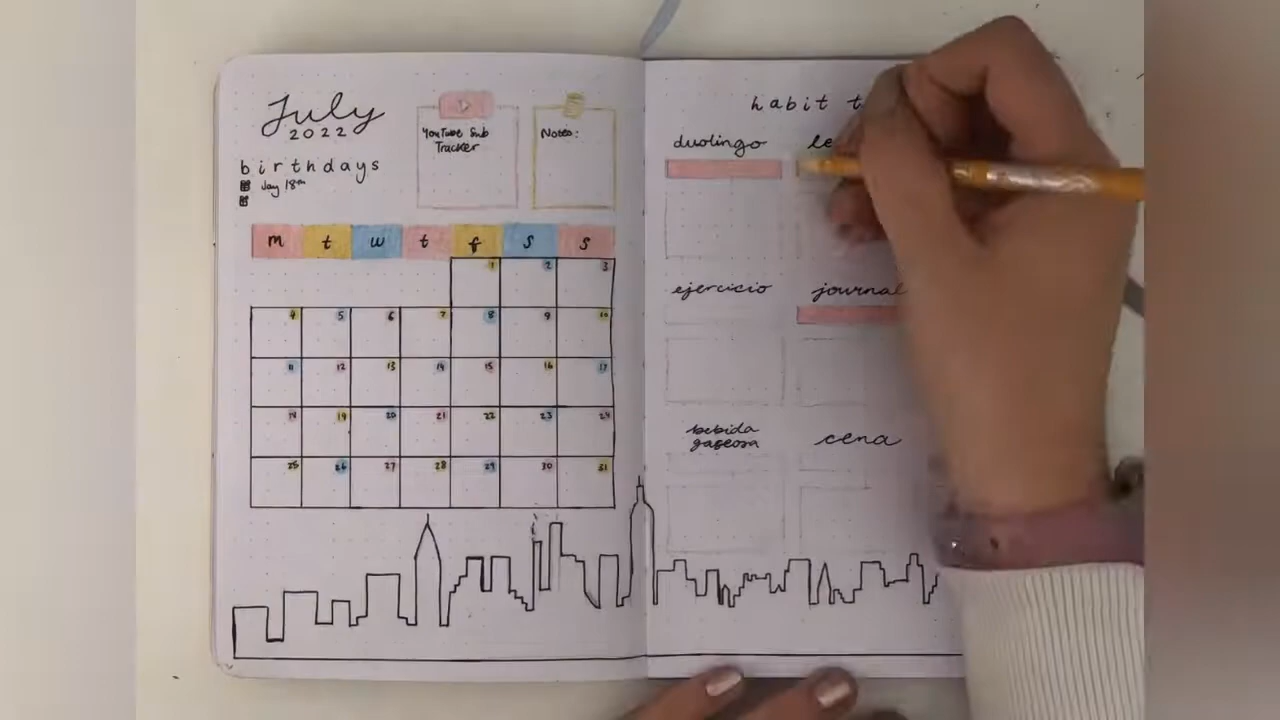 July
2022
birthdays
Jay 18th
YouTube Sub
Tracker
Notes:
m t w t f s s
1 2 3
4 5 6 7 8 9 10
11 12 13 14 15 16 17
18 19 20 21 22 23 24
25 26 27 28 29 30 31
habit t
duolingo le
ejercicio journal
bebida
gaseosa
cena